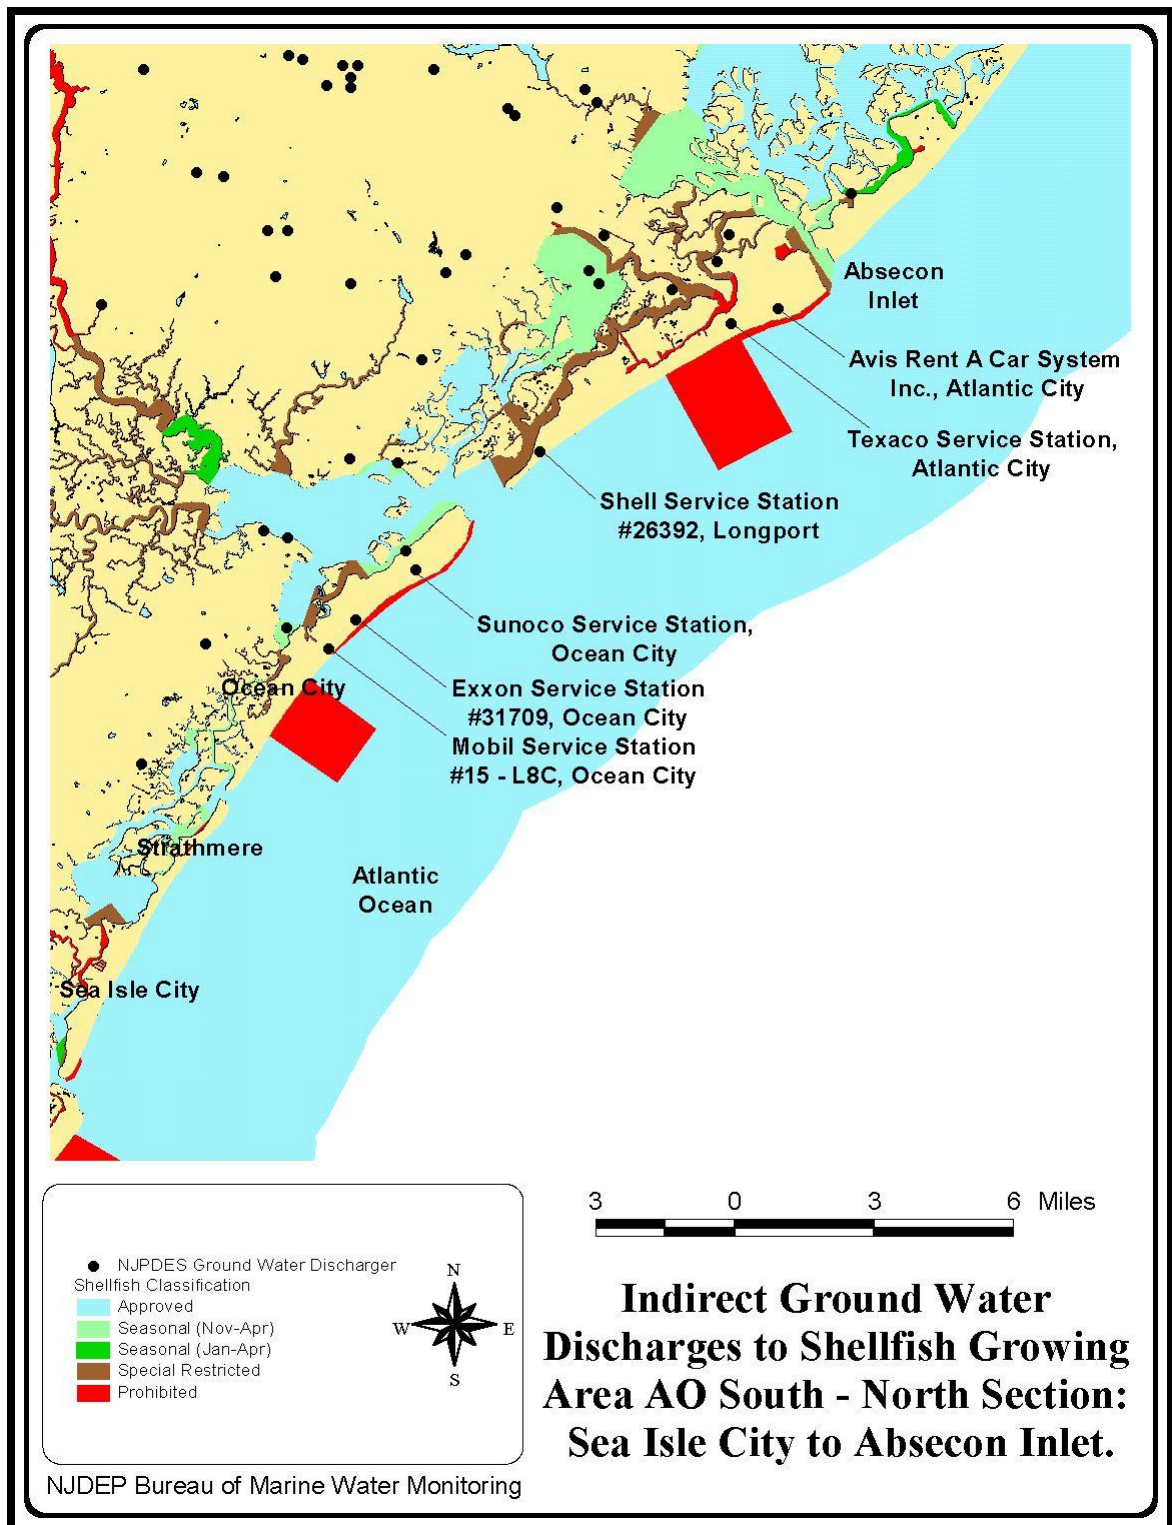 Absecon
Inlet
Avis Rent A Car System
Inc., Atlantic City
Texaco Service Station,
Atlantic City
Shell Service Station
#26392, Longport
Sunoco Service Station,
Ocean City
Ocean City
Exxon Service Station
#31709, Ocean City
Mobil Service Station
#15 - L8C, Ocean City
Strathmere
Atlantic
Ocean
Sea Isle City
3 0 3 6 Miles
NJPDES Ground Water Discharger
Shellfish Classification
Approved
Seasonal (Nov-Apr)
Seasonal (Jan-Apr)
Special Restricted
Prohibited
N
W E
S
Indirect Ground Water
Discharges to Shellfish Growing
Area AO South - North Section:
Sea Isle City to Absecon Inlet.
NJDEP Bureau of Marine Water Monitoring